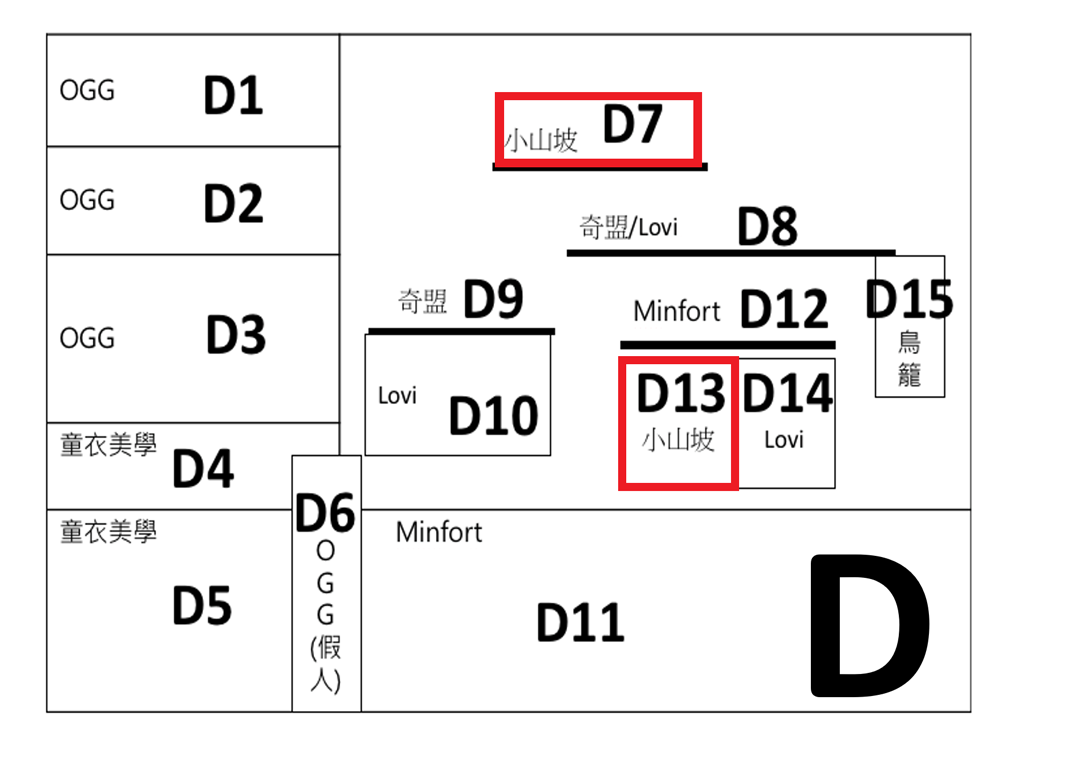 OGG D1
OGG D2
OGG D3
童衣美學
D4
童衣美學
D5
D6
O
G
G
(假
人)
小山坡 D7
奇盟/Lovi D8
奇盟 D9
Lovi
D10
Minfort D12
D13
小山坡
D14
Lovi
D15
鳥
籠
Minfort
D11
D